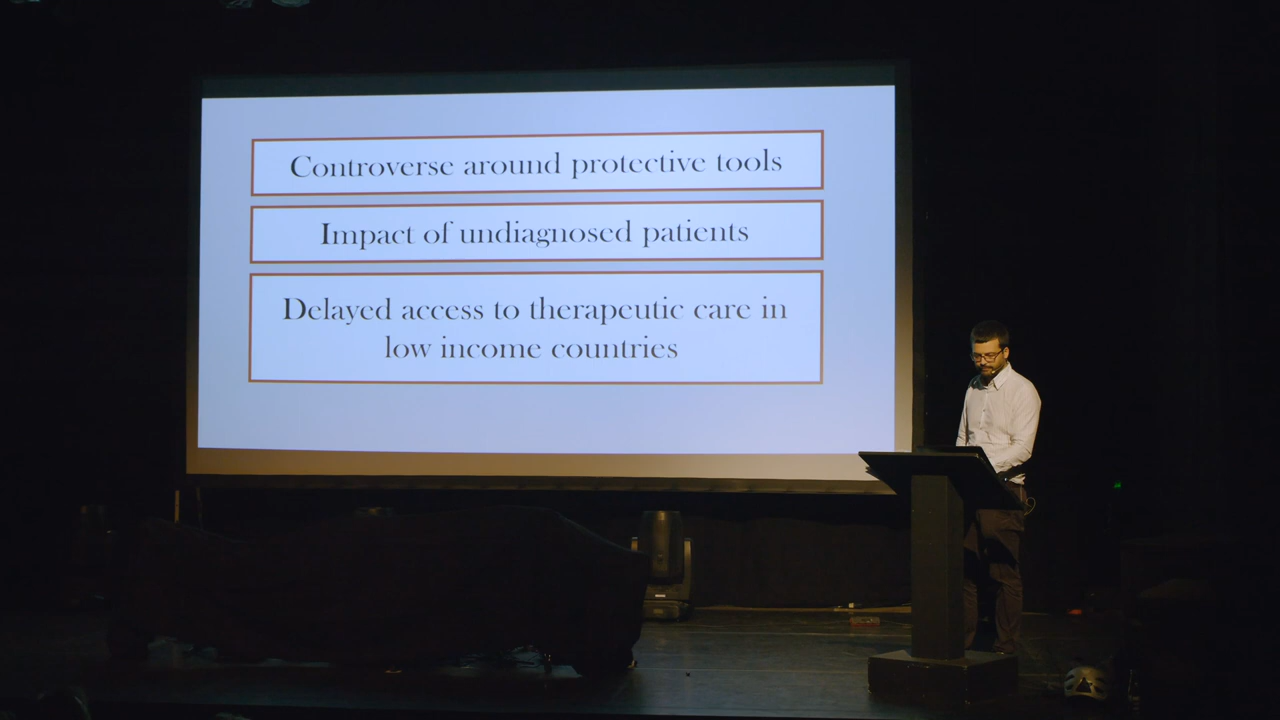 Controverse around protective tools
Impact of undiagnosed patients
Delayed access to therapeutic care in
low income countries